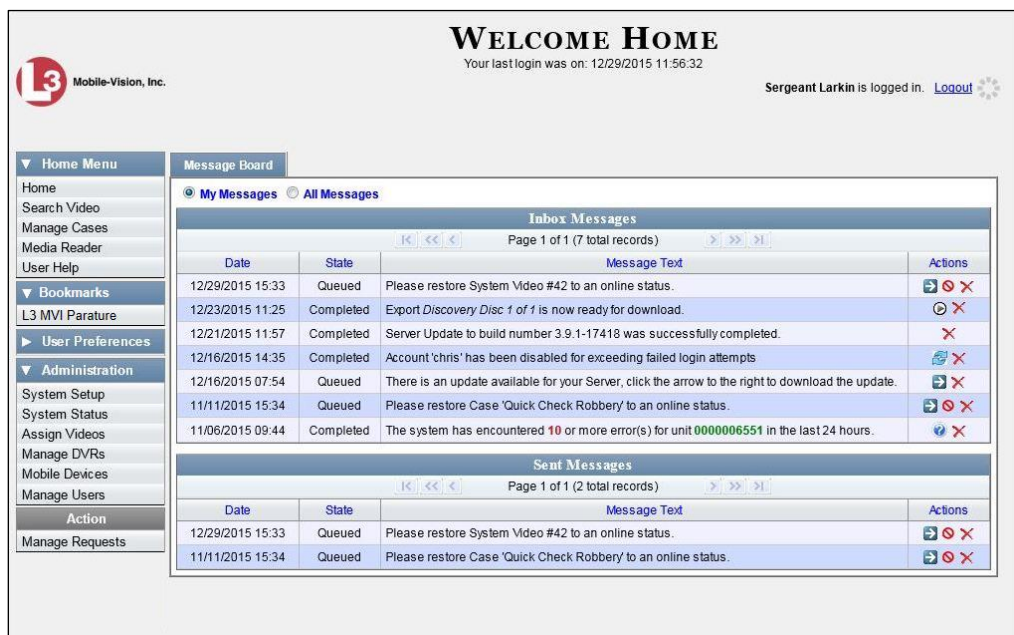 WELCOME HOME
Your last login was on: 12/29/2015 11:56:32
L3 Mobile-Vision, Inc.
Sergeant Larkin is logged in. Logout
Home Menu
Home
Search Video
Manage Cases
Media Reader
User Help
Bookmarks
L3 MVI Parature
User Preferences
Administration
System Setup
System Status
Assign Videos
Manage DVRs
Mobile Devices
Manage Users
Action
Manage Requests
Message Board
My Messages All Messages
Inbox Messages
|< << < Page 1 of 1 (7 total records) > >> >|
Date State Message Text Actions
12/29/2015 15:33 Queued Please restore System Video #42 to an online status.
12/23/2015 11:25 Completed Export Discovery Disc 1 of 1 is now ready for download.
12/21/2015 11:57 Completed Server Update to build number 3.9.1-17418 was successfully completed.
12/16/2015 14:35 Completed Account 'chris' has been disabled for exceeding failed login attempts
12/16/2015 07:54 Queued There is an update available for your Server, click the arrow to the right to download the update.
11/11/2015 15:34 Queued Please restore Case 'Quick Check Robbery' to an online status.
11/06/2015 09:44 Completed The system has encountered 10 or more error(s) for unit 0000006551 in the last 24 hours.
Sent Messages
|< << < Page 1 of 1 (2 total records) > >> >|
Date State Message Text Actions
12/29/2015 15:33 Queued Please restore System Video #42 to an online status.
11/11/2015 15:34 Queued Please restore Case 'Quick Check Robbery' to an online status.